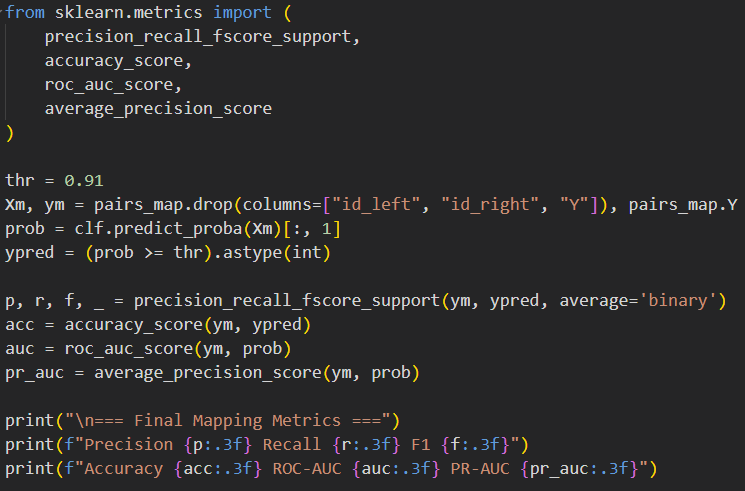 from sklearn.metrics import (
    precision_recall_fscore_support,
    accuracy_score,
    roc_auc_score,
    average_precision_score
)

thr = 0.91
Xm, ym = pairs_map.drop(columns=["id_left", "id_right", "Y"]), pairs_map.Y
prob = clf.predict_proba(Xm)[:, 1]
ypred = (prob >= thr).astype(int)

p, r, f, _ = precision_recall_fscore_support(ym, ypred, average='binary')
acc = accuracy_score(ym, ypred)
auc = roc_auc_score(ym, prob)
pr_auc = average_precision_score(ym, prob)

print("\n=== Final Mapping Metrics ===")
print(f"Precision {p:.3f} Recall {r:.3f} F1 {f:.3f}")
print(f"Accuracy {acc:.3f} ROC-AUC {auc:.3f} PR-AUC {pr_auc:.3f}")